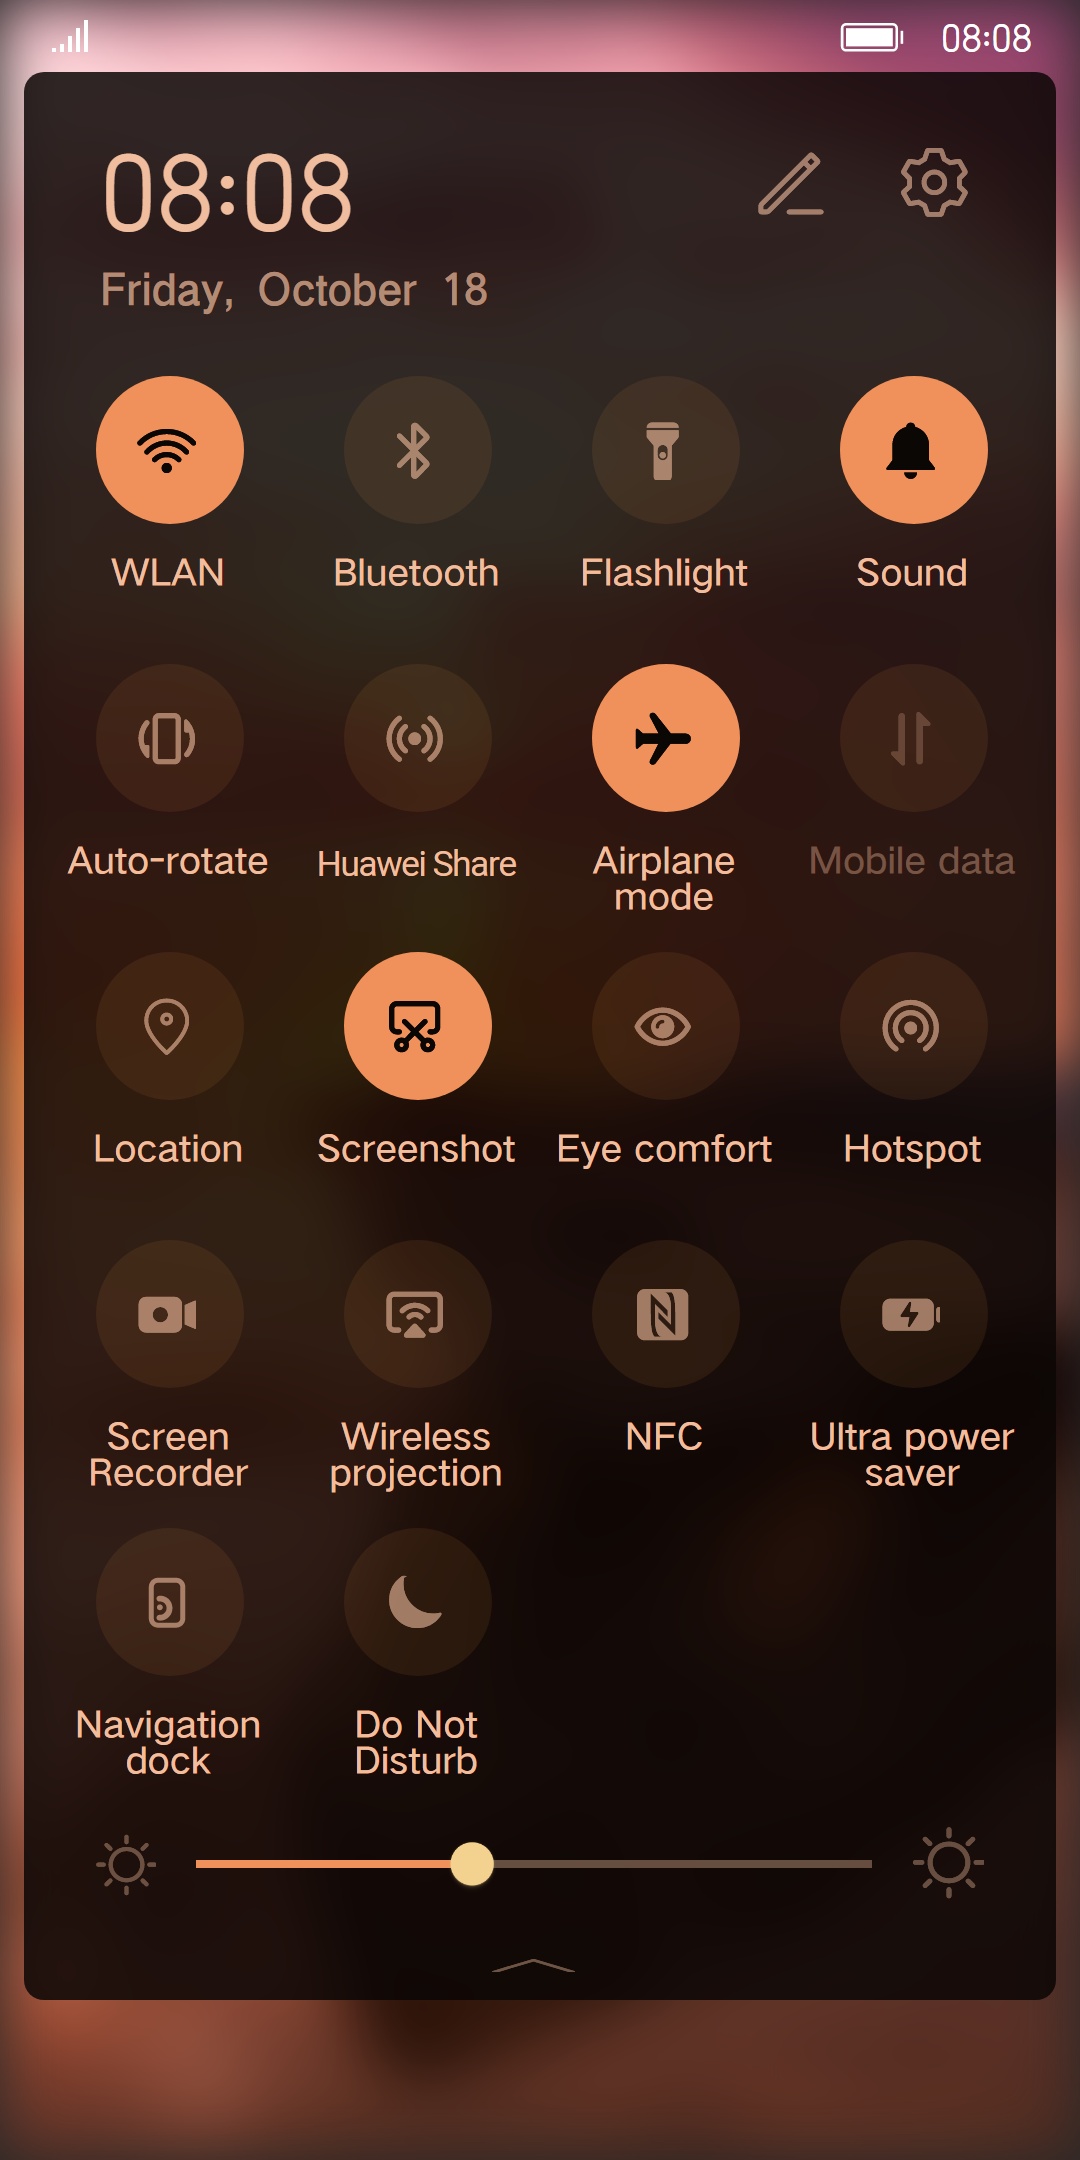 08:08
08:08
Friday, October 18
WLAN Bluetooth Flashlight Sound
Auto-rotate Huawei Share Airplane mode Mobile data
Location Screenshot Eye comfort Hotspot
Screen Recorder Wireless projection NFC Ultra power saver
Navigation dock Do Not Disturb